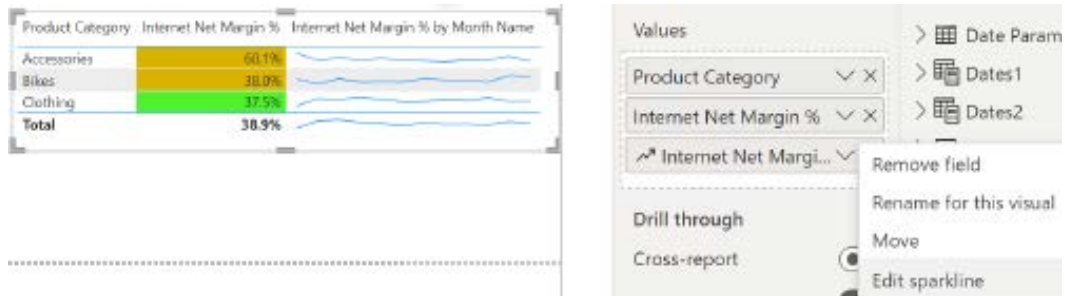 Product Category Internet Net Margin % Internet Net Margin % by Month Name
Accessories 60.1%
Bikes 38.0%
Clothing 37.5%
Total 38.9%
Values
Product Category
Internet Net Margin %
Internet Net Margi...
Drill through
Cross-report
Date Param
Dates1
Dates2
Remove field
Rename for this visual
Move
Edit sparkline